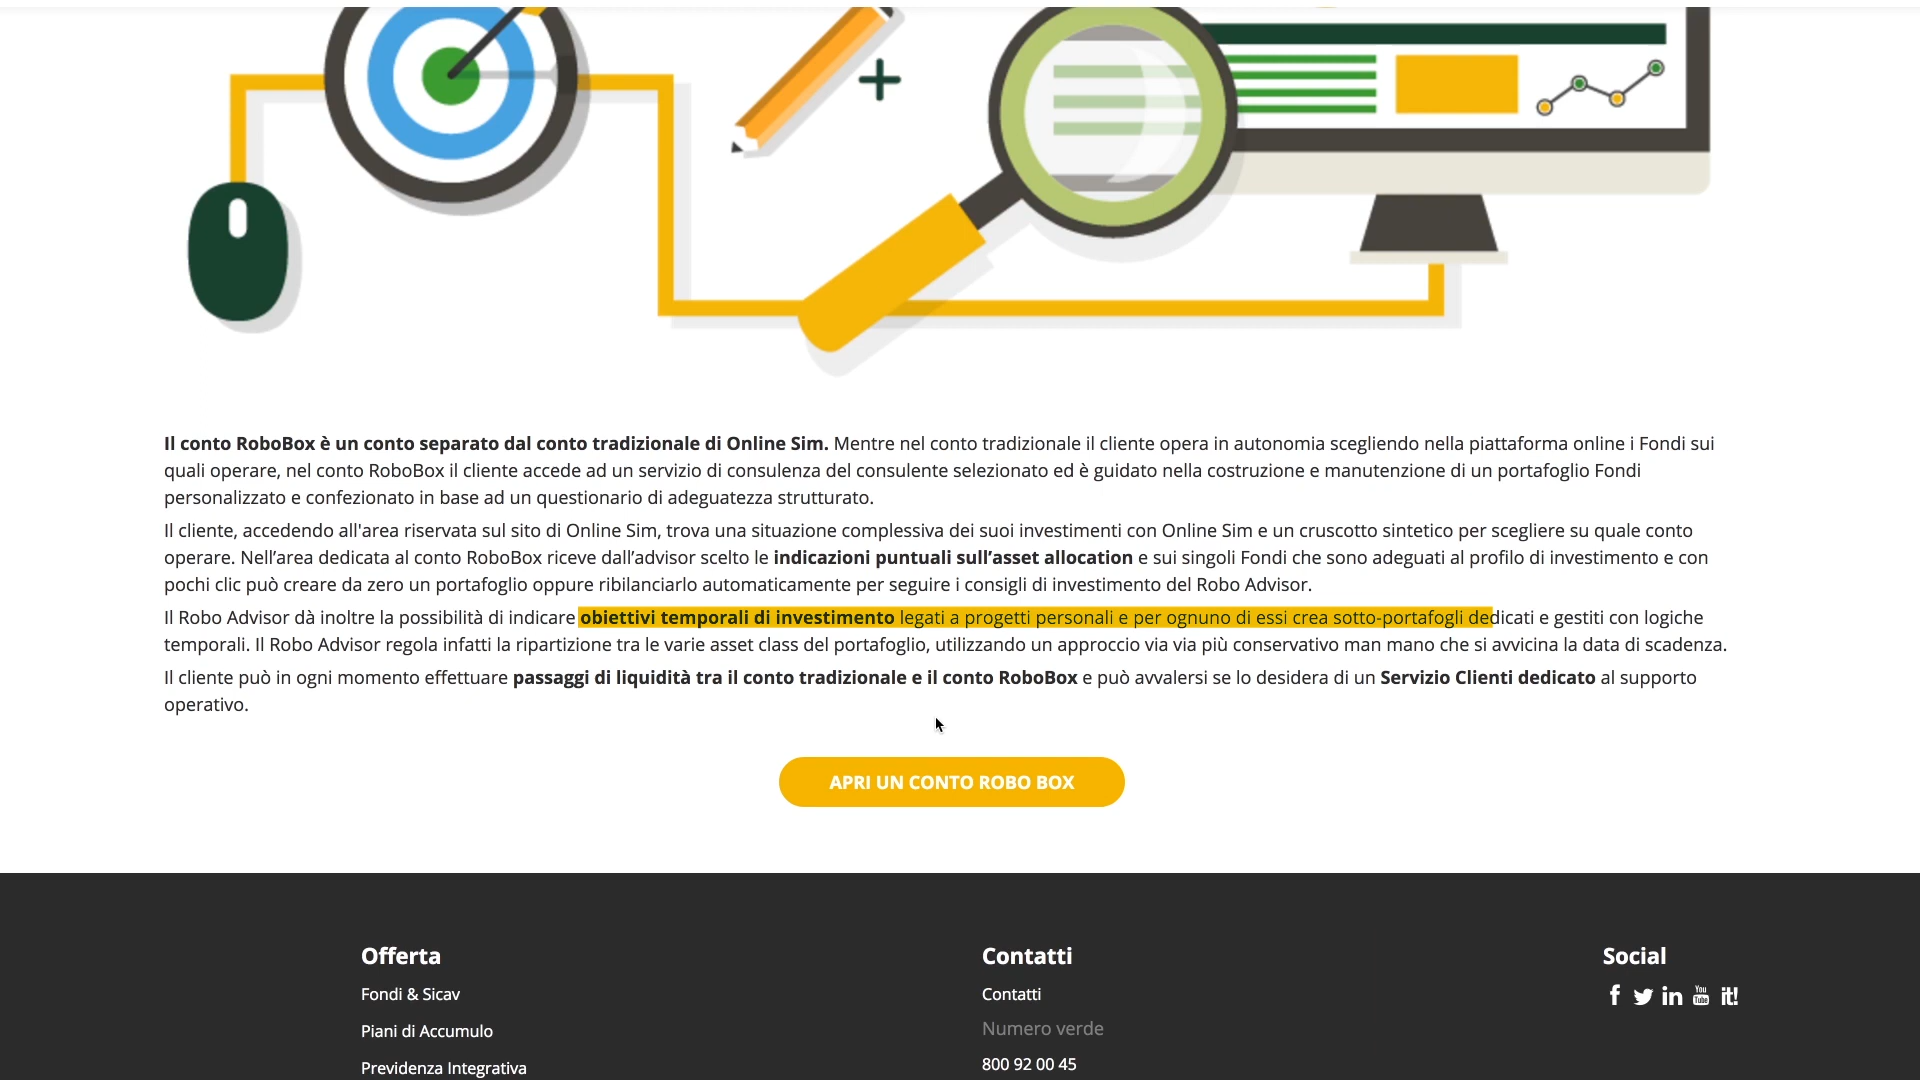 Il conto RoboBox è un conto separato dal conto tradizionale di Online Sim. Mentre nel conto tradizionale il cliente opera in autonomia scegliendo nella piattaforma online i Fondi sui
quali operare, nel conto RoboBox il cliente accede ad un servizio di consulenza del consulente selezionato ed è guidato nella costruzione e manutenzione di un portafoglio Fondi
personalizzato e confezionato in base ad un questionario di adeguatezza strutturato.
Il cliente, accedendo all'area riservata sul sito di Online Sim, trova una situazione complessiva dei suoi investimenti con Online Sim e un cruscotto sintetico per scegliere su quale conto
operare. Nell’area dedicata al conto RoboBox riceve dall’advisor scelto le indicazioni puntuali sull’asset allocation e sui singoli Fondi che sono adeguati al profilo di investimento e con
pochi clic può creare da zero un portafoglio oppure ribilanciarlo automaticamente per seguire i consigli di investimento del Robo Advisor.
Il Robo Advisor dà inoltre la possibilità di indicare obiettivi temporali di investimento legati a progetti personali e per ognuno di essi crea sotto-portafogli dedicati e gestiti con logiche
temporali. Il Robo Advisor regola infatti la ripartizione tra le varie asset class del portafoglio, utilizzando un approccio via via più conservativo man mano che si avvicina la data di scadenza.
Il cliente può in ogni momento effettuare passaggi di liquidità tra il conto tradizionale e il conto RoboBox e può avvalersi se lo desidera di un Servizio Clienti dedicato al supporto
operativo.
APRI UN CONTO ROBO BOX
Offerta
Fondi & Sicav
Piani di Accumulo
Previdenza Integrativa
Contatti
Contatti
Numero verde
800 92 00 45
Social
f in You Tube it!